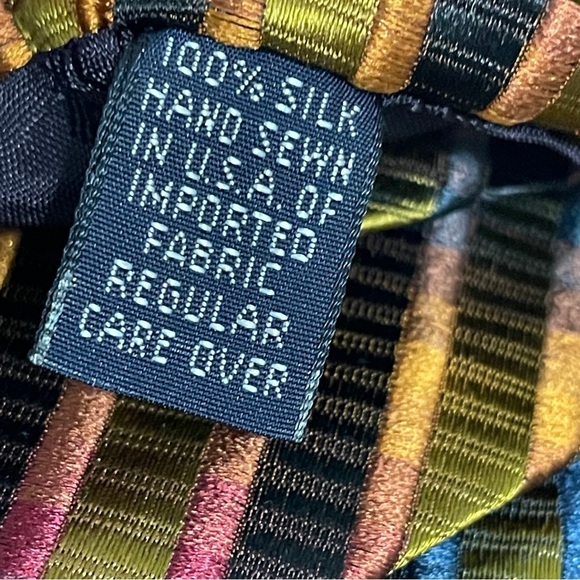 100% SILK
HAND SEWN
IN U.S.A. OF
IMPORTED
FABRIC
REGULAR
CARE OVER